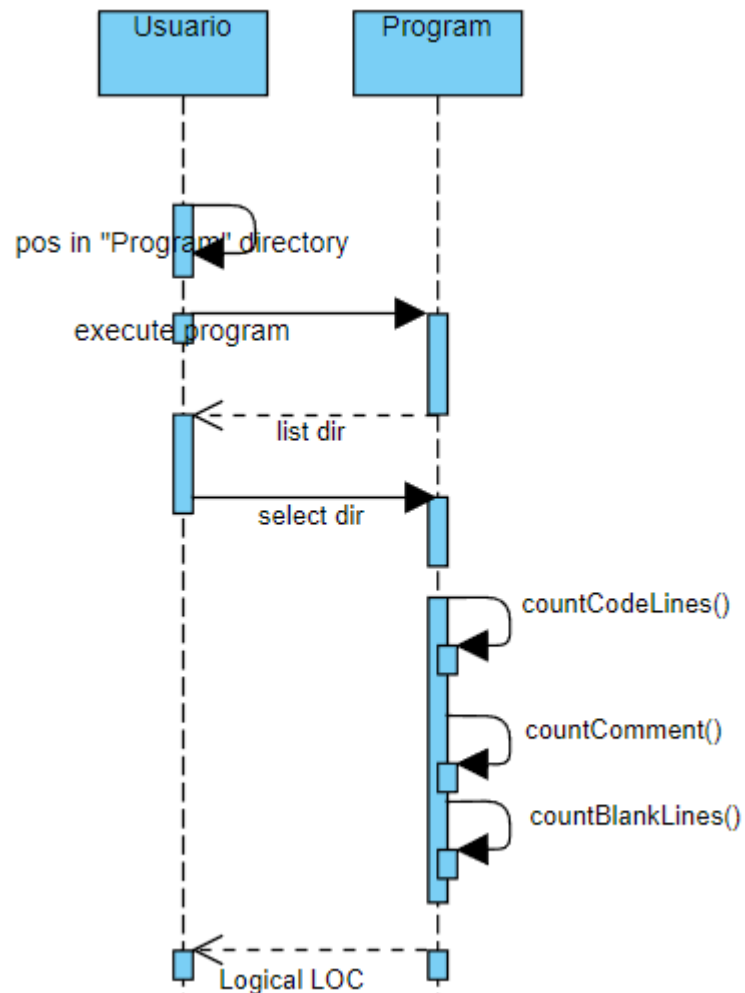 Usuario
Program
pos in "Program" directory
execute program
list dir
select dir
countCodeLines()
countComment()
countBlankLines()
Logical LOC